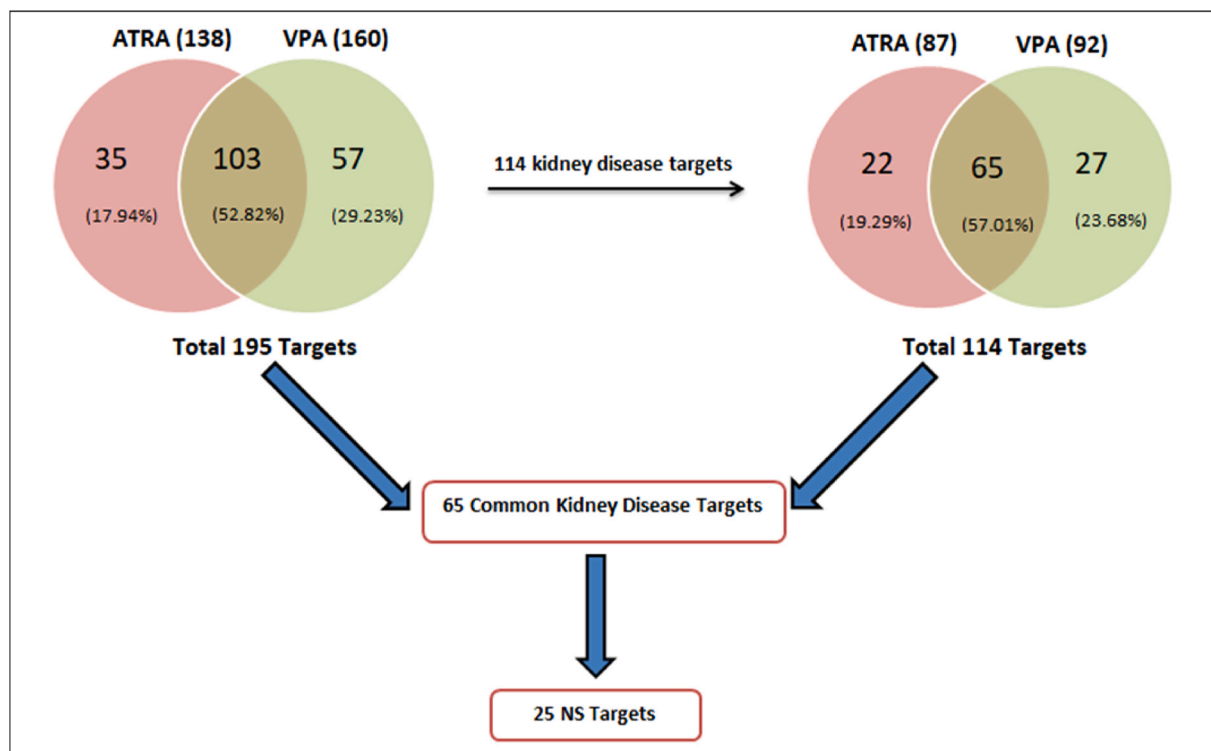 ATRA (138)
VPA (160)
35
103
57
(17.94%)
(52.82%)
(29.23%)
Total 195 Targets
114 kidney disease targets
ATRA (87)
VPA (92)
22
65
27
(19.29%)
(57.01%)
(23.68%)
Total 114 Targets
65 Common Kidney Disease Targets
25 NS Targets